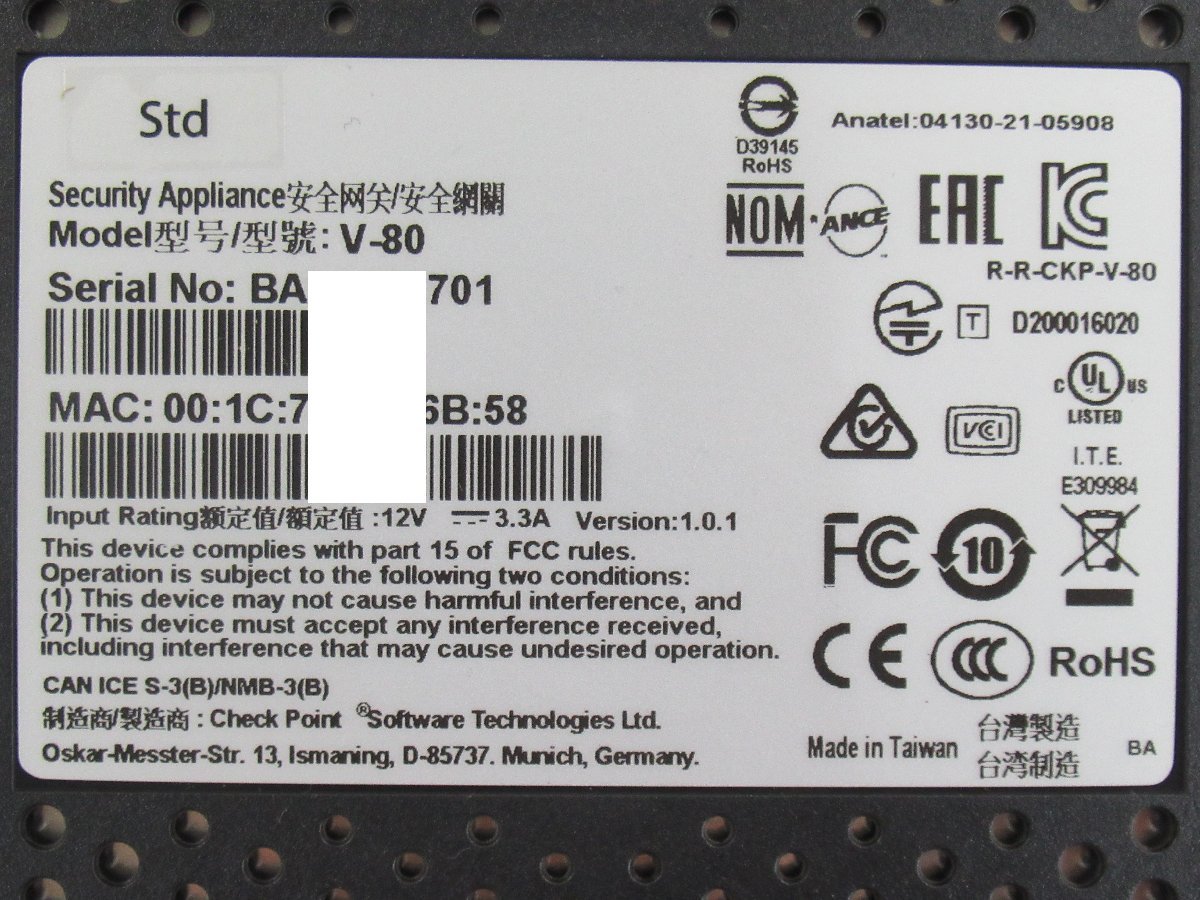 Std
Security Appliance安全网关/安全網關
Model型号/型號: V-80
Serial No: BA 701
MAC: 00:1C:7 6B:58
Input Rating额定值/額定值 :12V ⎓ 3.3A Version:1.0.1
This device complies with part 15 of FCC rules.
Operation is subject to the following two conditions:
(1) This device may not cause harmful interference, and
(2) This device must accept any interference received,
including interference that may cause undesired operation.
CAN ICE S-3(B)/NMB-3(B)
制造商/製造商 : Check Point ®Software Technologies Ltd.
Oskar-Messter-Str. 13, Ismaning, D-85737. Munich, Germany.
D39145
RoHS
Anatel:04130-21-05908
NOM-ANCE
EAC
KC
R-R-CKP-V-80
T D200016020
C UL US
LISTED
VCCI
I.T.E.
E309984
FC
10
CE
CCC
RoHS
Made in Taiwan
台灣製造
台湾制造
BA